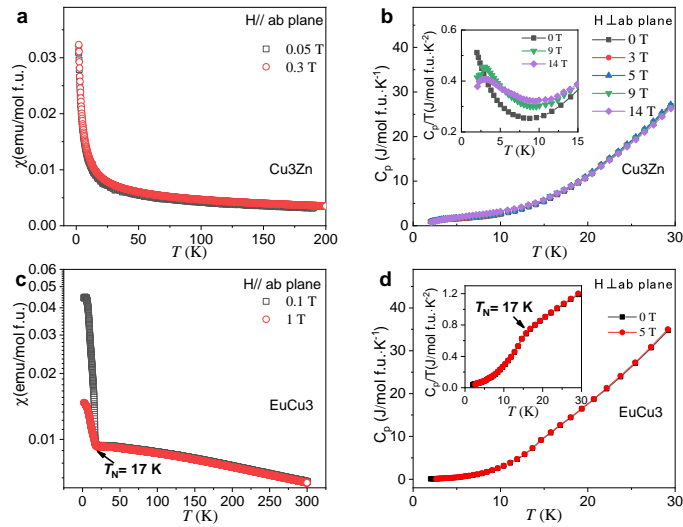 a
H// ab plane
0.05 T
0.3 T
Cu3Zn
χ(emu/mol f.u.)
0.03
0.02
0.01
0.00
0 50 100 150 200
T (K)
b
H⊥ab plane
0 T
3 T
5 T
9 T
14 T
Cu3Zn
C_p (J/mol f.u.·K⁻¹)
50
40
30
20
10
0
0 10 20 30
T (K)
0 T
9 T
14 T
C_p/T(J/mol f.u.·K⁻²)
0.6
0.4
0.2
0 5 10 15
T (K)
c
H// ab plane
0.1 T
1 T
EuCu3
T_N= 17 K
χ(emu/mol f.u.)
0.06
0.05
0.04
0.03
0.02
0.01
0 50 100 150 200 250 300
T (K)
d
H⊥ab plane
0 T
5 T
EuCu3
C_p (J/mol f.u.·K⁻¹)
50
40
30
20
10
0
0 10 20 30
T (K)
T_N= 17 K
C_p/T(J/mol f.u.·K⁻²)
1.2
0.8
0.4
0.0
0 10 20 30
T (K)